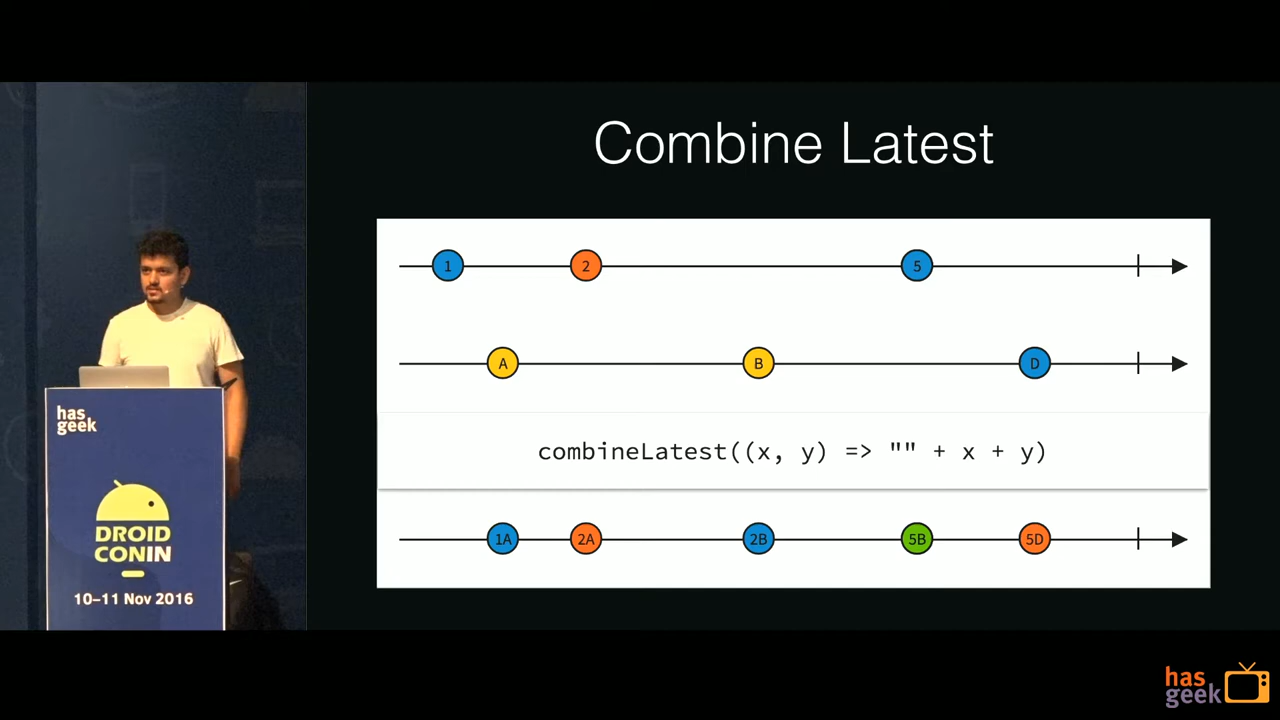 Combine Latest
1
2
5
A
B
D
combineLatest((x, y) => "" + x + y)
1A
2A
2B
5B
5D
has
geek
DROID
CONIN
10–11 Nov 2016
has
geek